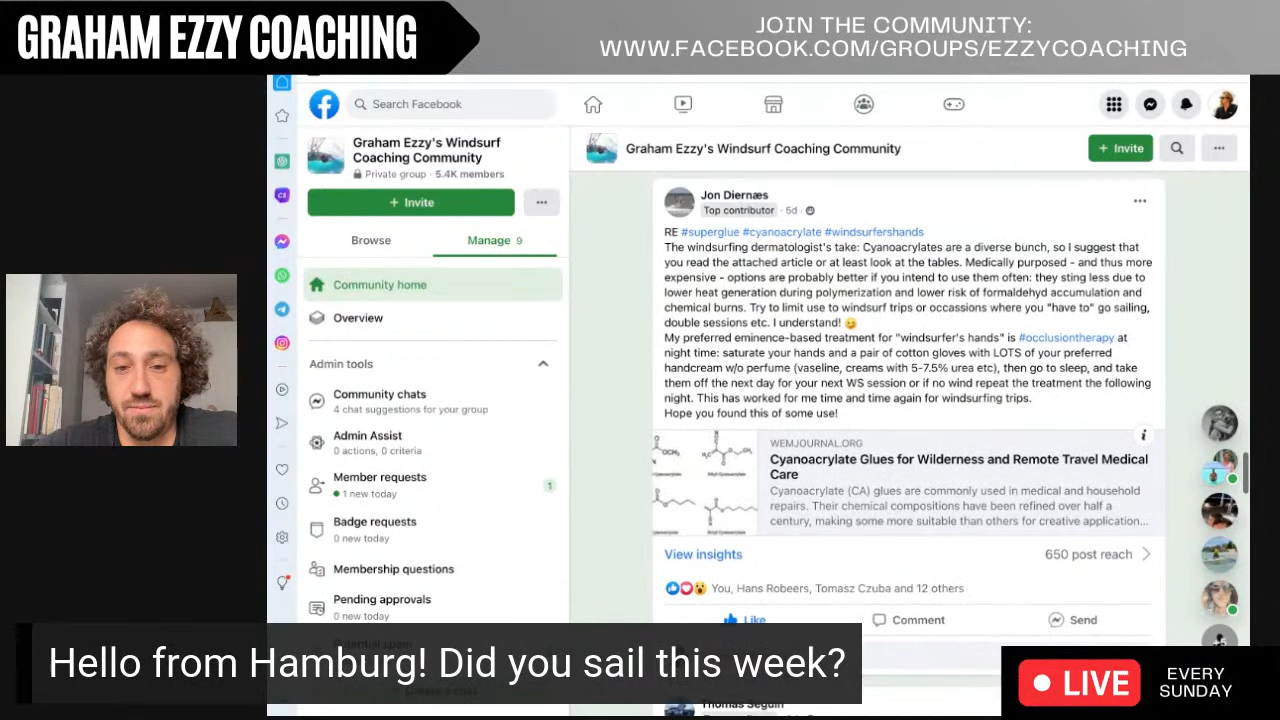 GRAHAM EZZY COACHING
JOIN THE COMMUNITY:
WWW.FACEBOOK.COM/GROUPS/EZZYCOACHING
Search Facebook
Graham Ezzy's Windsurf
Coaching Community
Private group · 5.4K members
+ Invite
Browse
Manage 9
Community home
Overview
Admin tools
Community chats
4 chat suggestions for your group
Admin Assist
0 actions, 0 criteria
Member requests
1 new today
1
Badge requests
0 new today
Membership questions
Pending approvals
0 new today
Graham Ezzy's Windsurf Coaching Community
+ Invite
Jon Diernæs
Top contributor · 5d
RE #superglue #cyanoacrylate #windsurfershands
The windsurfing dermatologist's take: Cyanoacrylates are a diverse bunch, so I suggest that
you read the attached article or at least look at the tables. Medically purposed - and thus more
expensive - options are probably better if you intend to use them often: they sting less due to
lower heat generation during polymerization and lower risk of formaldehyd accumulation and
chemical burns. Try to limit use to windsurf trips or occassions where you "have to" go sailing,
double sessions etc. I understand! 😉
My preferred eminence-based treatment for "windsurfer's hands" is #occlusiontherapy at
night time: saturate your hands and a pair of cotton gloves with LOTS of your preferred
handcream w/o perfume (vaseline, creams with 5-7.5% urea etc), then go to sleep, and take
them off the next day for your next WS session or if no wind repeat the treatment the following
night. This has worked for me time and time again for windsurfing trips.
Hope you found this of some use!
WEMJOURNAL.ORG
Cyanoacrylate Glues for Wilderness and Remote Travel Medical
Care
Cyanoacrylate (CA) glues are commonly used in medical and household
repairs. Their chemical compositions have been refined over half a
century, making some more suitable than others for creative application...
View insights
650 post reach
You, Hans Robeers, Tomasz Czuba and 12 others
Like
Comment
Send
Thomas Seguin
Hello from Hamburg! Did you sail this week?
LIVE
EVERY
SUNDAY